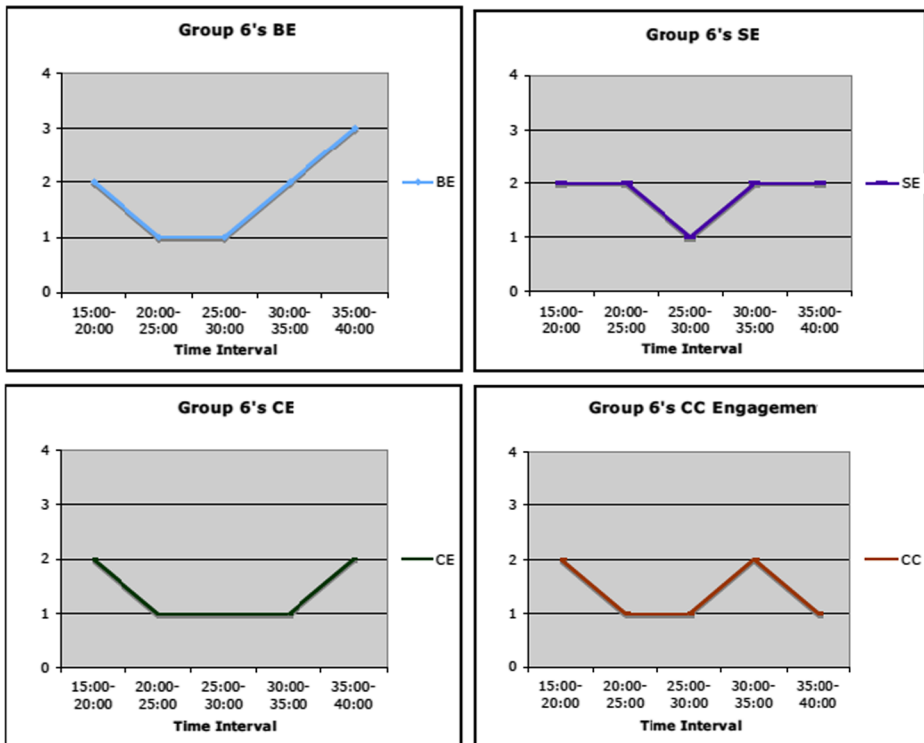 Group 6's BE
4
3
2
1
0
BE
15:00- 20:00- 25:00- 30:00- 35:00-
20:00 25:00 30:00 35:00 40:00
Time Interval
Group 6's SE
4
3
2
1
0
SE
15:00- 20:00- 25:00- 30:00- 35:00-
20:00 25:00 30:00 35:00 40:00
Time Interval
Group 6's CE
4
3
2
1
0
CE
15:00- 20:00- 25:00- 30:00- 35:00-
20:00 25:00 30:00 35:00 40:00
Time Interval
Group 6's CC Engagemen
4
3
2
1
0
CC
15:00- 20:00- 25:00- 30:00- 35:00-
20:00 25:00 30:00 35:00 40:00
Time Interval